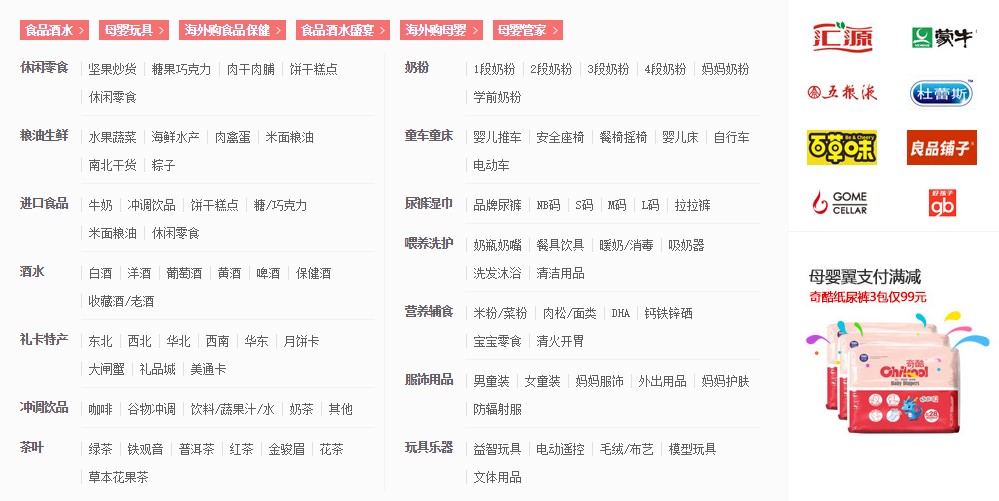 食品酒水 > 母婴玩具 > 海外购食品保健 > 食品酒水盛宴 > 海外购母婴 > 母婴管家 >
休闲零食 坚果炒货 糖果巧克力 肉干肉脯 饼干糕点
休闲零食
粮油生鲜 水果蔬菜 海鲜水产 肉禽蛋 米面粮油
南北干货 粽子
进口食品 牛奶 冲调饮品 饼干糕点 糖/巧克力
米面粮油 休闲零食
酒水 白酒 洋酒 葡萄酒 黄酒 啤酒 保健酒
收藏酒/老酒
礼卡特产 东北 西北 华北 西南 华东 月饼卡
大闸蟹 礼品城 美通卡
冲调饮品 咖啡 谷物冲调 饮料/蔬果汁/水 奶茶 其他
茶叶 绿茶 铁观音 普洱茶 红茶 金骏眉 花茶
草本花果茶
奶粉 1段奶粉 2段奶粉 3段奶粉 4段奶粉 妈妈奶粉
学前奶粉
童车童床 婴儿推车 安全座椅 餐椅摇椅 婴儿床 自行车
电动车
尿裤湿巾 品牌尿裤 NB码 S码 M码 L码 拉拉裤
喂养洗护 奶瓶奶嘴 餐具饮具 暖奶/消毒 吸奶器
洗发沐浴 清洁用品
营养辅食 米粉/菜粉 肉松/面类 DHA 钙铁锌硒
宝宝零食 清火开胃
服饰用品 男童装 女童装 妈妈服饰 外出用品 妈妈护肤
防辐射服
玩具乐器 益智玩具 电动遥控 毛绒/布艺 模型玩具
文体用品
汇源 蒙牛
五粮液 杜蕾斯
百草味 Be & Cheery 良品铺子
GOME CELLAR 好孩子 gb
母婴翼支付满减
奇酷纸尿裤3包仅99元
奇酷
Chikool
Baby Diapers